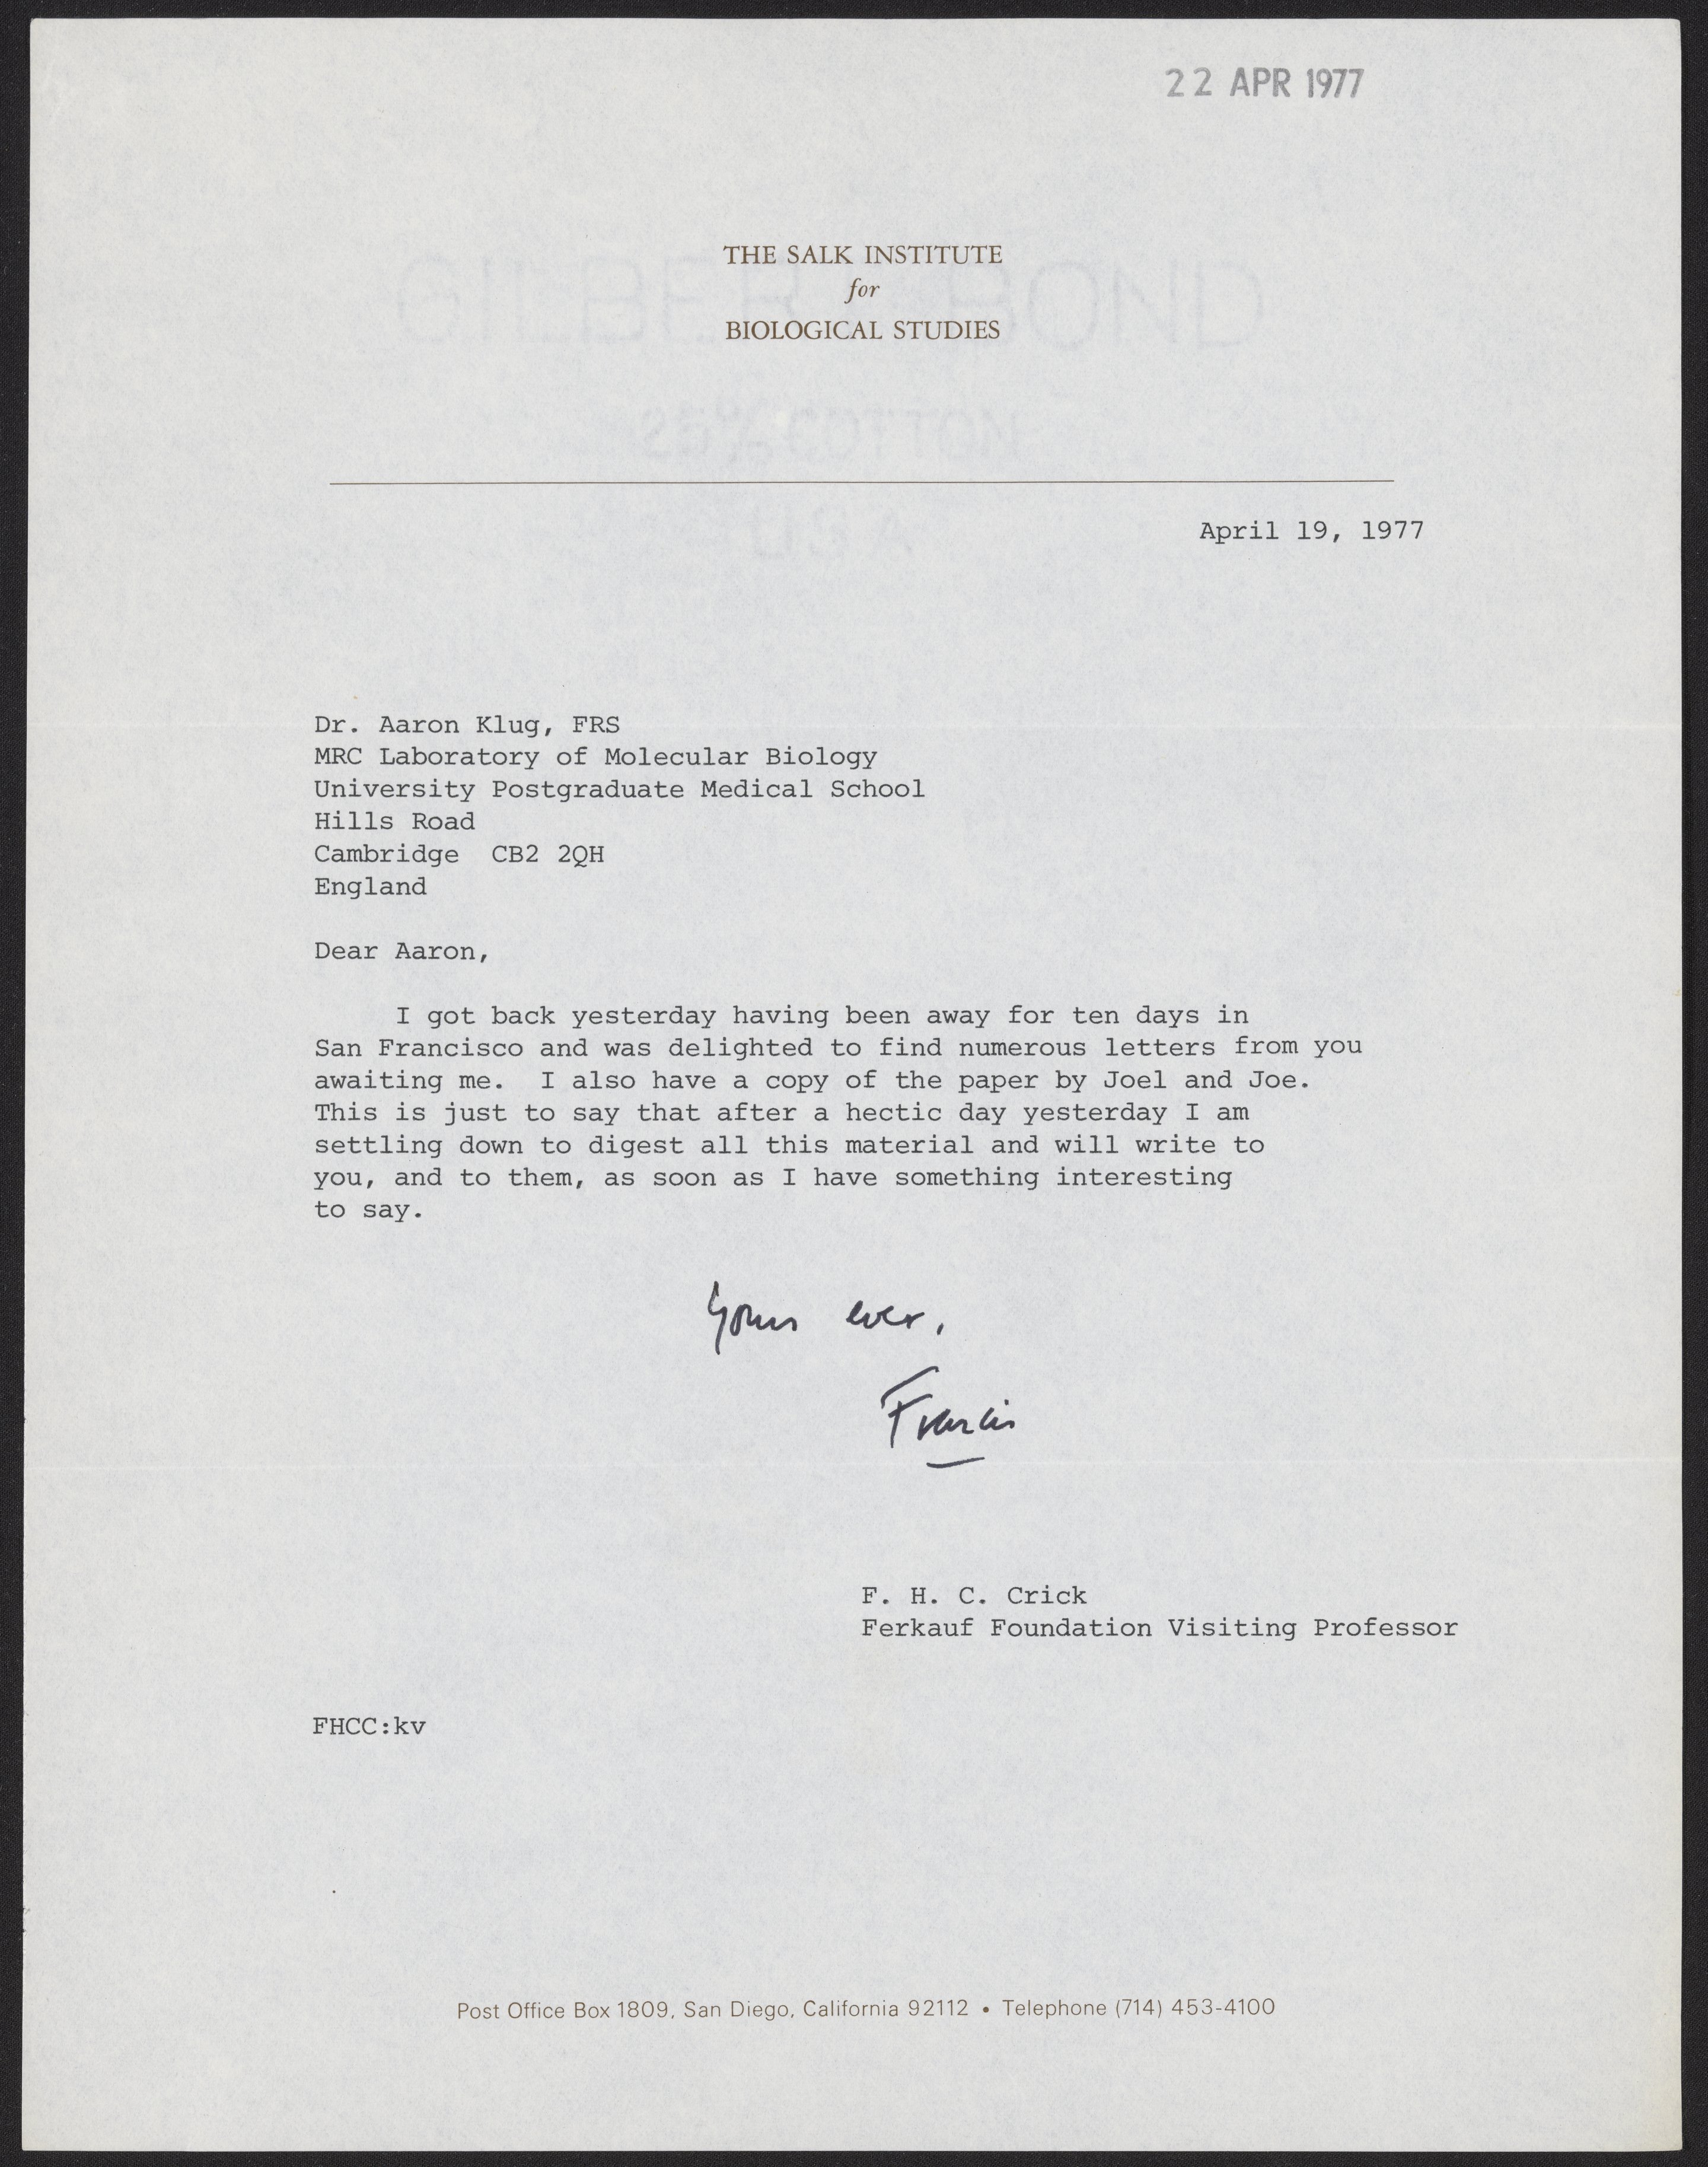 22 APR 1977
THE SALK INSTITUTE
for
BIOLOGICAL STUDIES
GILBERT BOND
25% COTTON
U S A
April 19, 1977
Dr. Aaron Klug, FRS
MRC Laboratory of Molecular Biology
University Postgraduate Medical School
Hills Road
Cambridge  CB2 2QH
England
Dear Aaron,
I got back yesterday having been away for ten days in
San Francisco and was delighted to find numerous letters from you
awaiting me.  I also have a copy of the paper by Joel and Joe.
This is just to say that after a hectic day yesterday I am
settling down to digest all this material and will write to
you, and to them, as soon as I have something interesting
to say.
Yours ever,
Francis
F. H. C. Crick
Ferkauf Foundation Visiting Professor
FHCC:kv
Post Office Box 1809, San Diego, California 92112 • Telephone (714) 453-4100